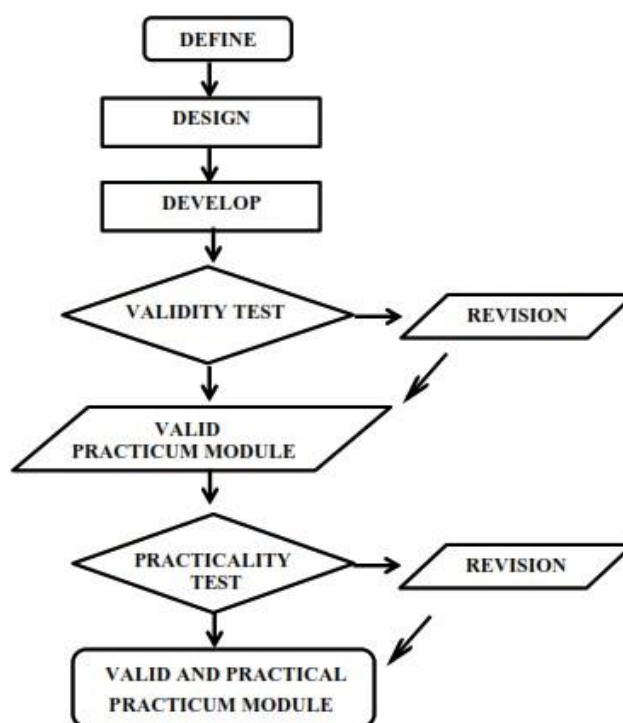 DEFINE
DESIGN
DEVELOP
VALIDITY TEST
REVISION
VALID
PRACTICUM MODULE
PRACTICALITY
TEST
REVISION
VALID AND PRACTICAL
PRACTICUM MODULE